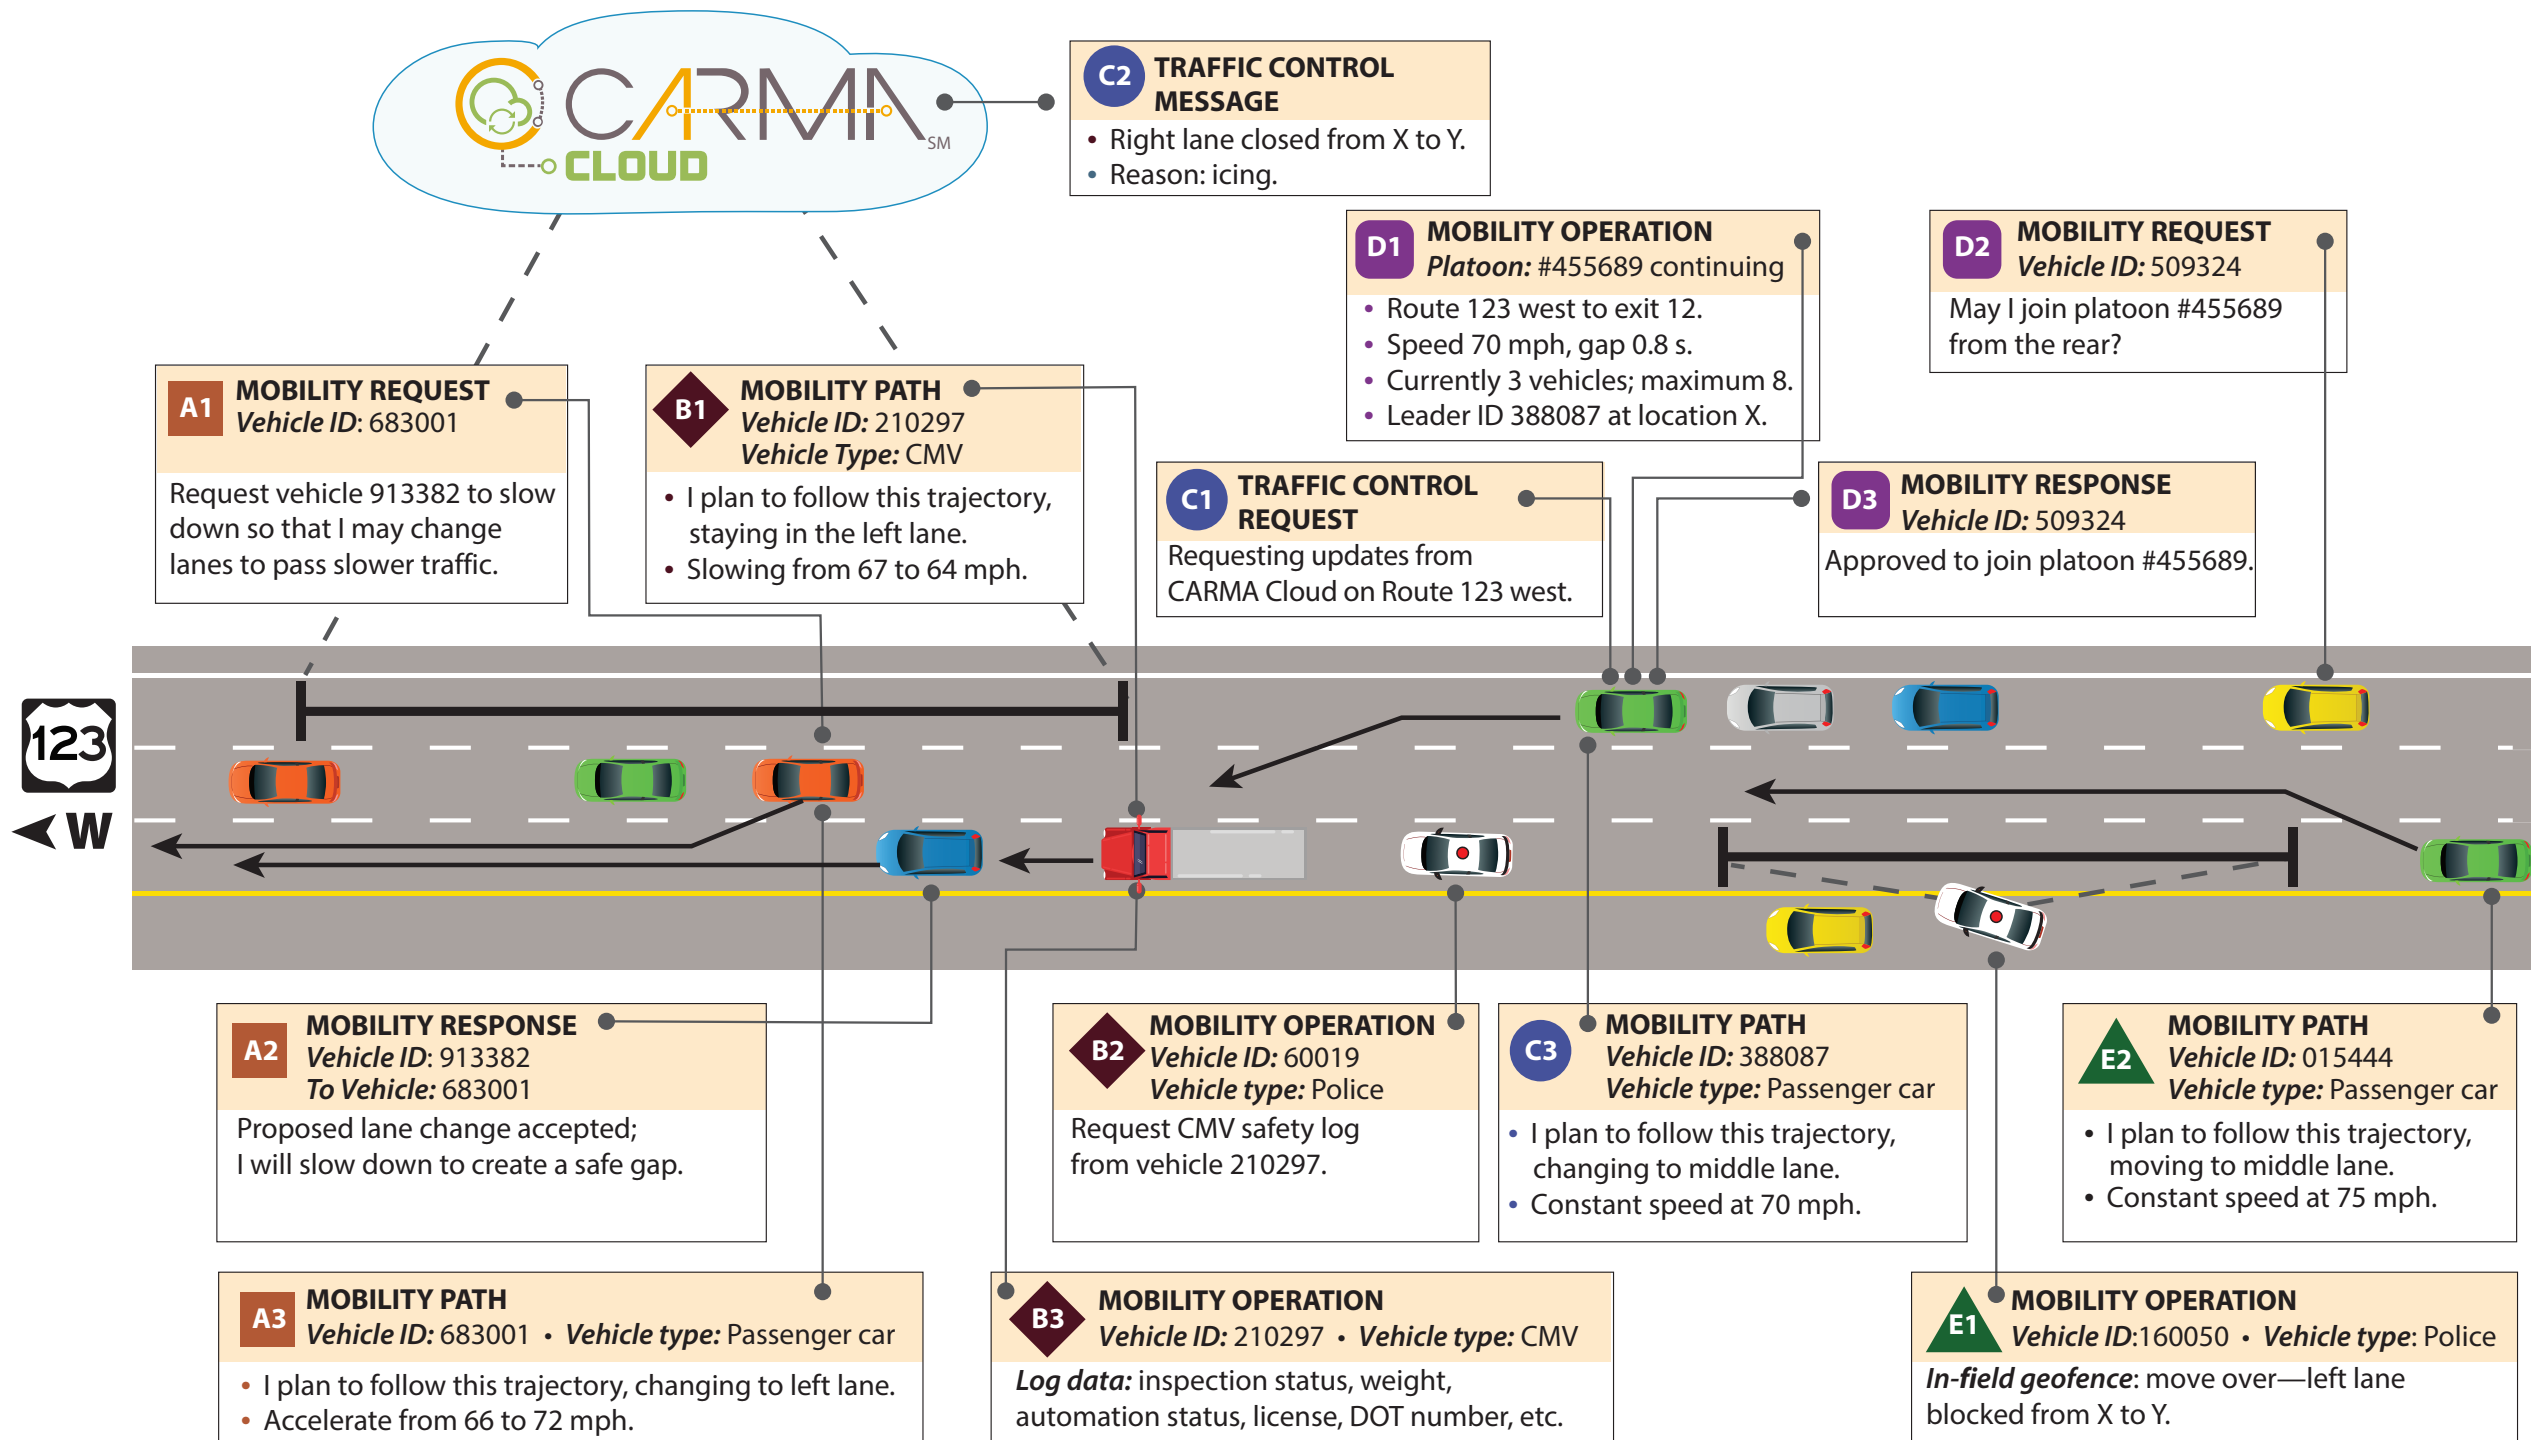 CARMA
SM
CLOUD
C2
TRAFFIC CONTROL
MESSAGE
• Right lane closed from X to Y.
• Reason: icing.
D1
MOBILITY OPERATION
Platoon: #455689 continuing
• Route 123 west to exit 12.
• Speed 70 mph, gap 0.8 s.
• Currently 3 vehicles; maximum 8.
• Leader ID 388087 at location X.
D2
MOBILITY REQUEST
Vehicle ID: 509324
May I join platoon #455689
from the rear?
A1
MOBILITY REQUEST
Vehicle ID: 683001
Request vehicle 913382 to slow
down so that I may change
lanes to pass slower traffic.
B1
MOBILITY PATH
Vehicle ID: 210297
Vehicle Type: CMV
• I plan to follow this trajectory,
staying in the left lane.
• Slowing from 67 to 64 mph.
C1
TRAFFIC CONTROL
REQUEST
Requesting updates from
CARMA Cloud on Route 123 west.
D3
MOBILITY RESPONSE
Vehicle ID: 509324
Approved to join platoon #455689.
123
W
A2
MOBILITY RESPONSE
Vehicle ID: 913382
To Vehicle: 683001
Proposed lane change accepted;
I will slow down to create a safe gap.
B2
MOBILITY OPERATION
Vehicle ID: 60019
Vehicle type: Police
Request CMV safety log
from vehicle 210297.
C3
MOBILITY PATH
Vehicle ID: 388087
Vehicle type: Passenger car
• I plan to follow this trajectory,
changing to middle lane.
• Constant speed at 70 mph.
E2
MOBILITY PATH
Vehicle ID: 015444
Vehicle type: Passenger car
• I plan to follow this trajectory,
moving to middle lane.
• Constant speed at 75 mph.
A3
MOBILITY PATH
Vehicle ID: 683001 • Vehicle type: Passenger car
• I plan to follow this trajectory, changing to left lane.
• Accelerate from 66 to 72 mph.
B3
MOBILITY OPERATION
Vehicle ID: 210297 • Vehicle type: CMV
Log data: inspection status, weight,
automation status, license, DOT number, etc.
E1
MOBILITY OPERATION
Vehicle ID:160050 • Vehicle type: Police
In-field geofence: move over—left lane
blocked from X to Y.